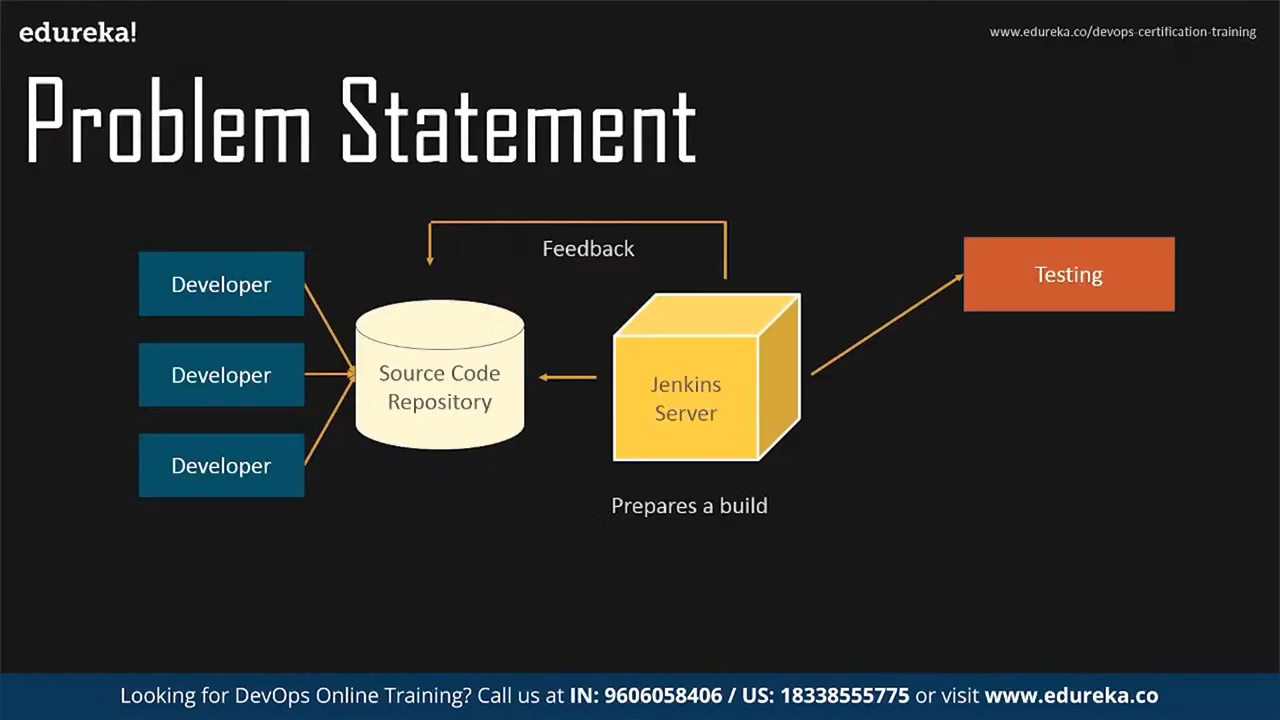 edureka!
www.edureka.co/devops-certification-training
Problem Statement
Feedback
Developer
Developer
Developer
Source Code
Repository
Jenkins
Server
Prepares a build
Testing
Looking for DevOps Online Training? Call us at IN: 9606058406 / US: 18338555775 or visit www.edureka.co